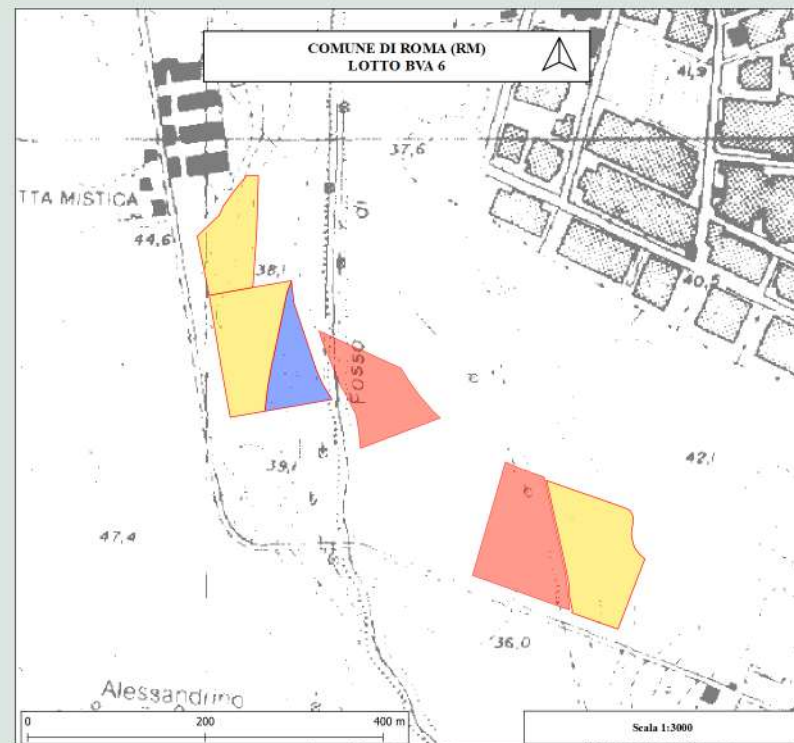 COMUNE DI ROMA (RM)
LOTTO BVA 6
41,9
37,6
TTA MISTICA
DI
44,6
38,1
40,5
FOSSO
42,1
39,1
47,4
36,0
Alessandrino
0 200 400 m
Scala 1:3000